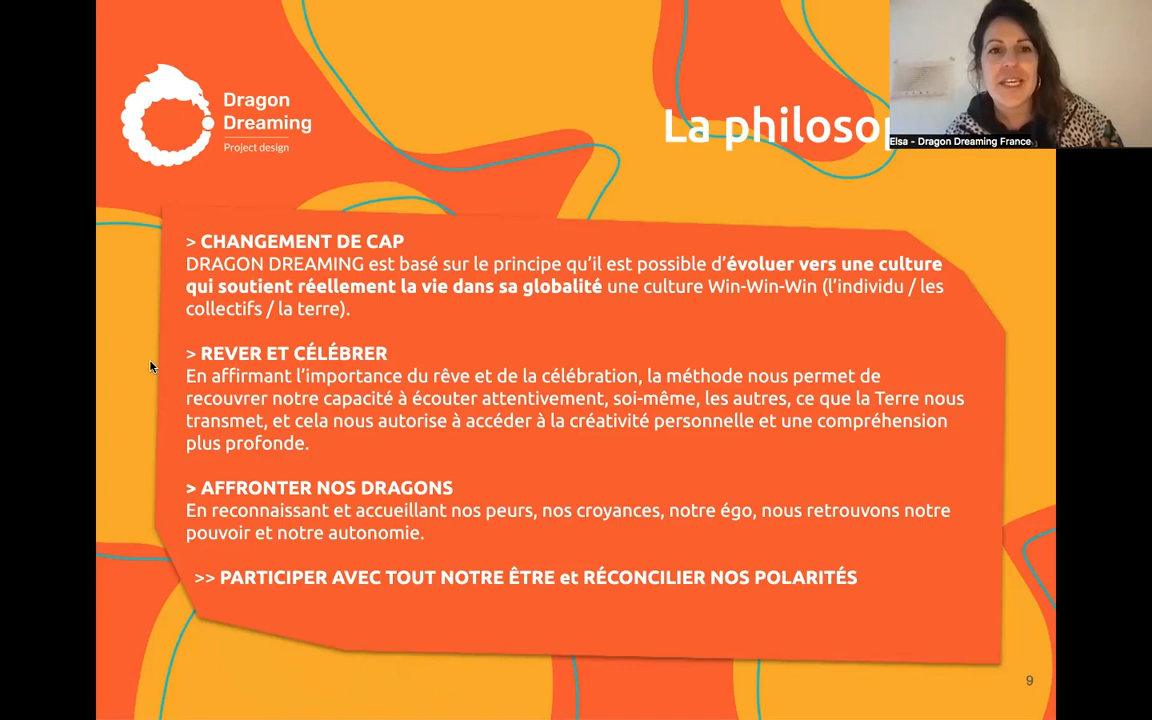 Dragon
Dreaming
Project design
La philosop
Elsa - Dragon Dreaming France
> CHANGEMENT DE CAP
DRAGON DREAMING est basé sur le principe qu’il est possible d’évoluer vers une culture
qui soutient réellement la vie dans sa globalité une culture Win-Win-Win (l’individu / les
collectifs / la terre).
> REVER ET CÉLÉBRER
En affirmant l’importance du rêve et de la célébration, la méthode nous permet de
recouvrer notre capacité à écouter attentivement, soi-même, les autres, ce que la Terre nous
transmet, et cela nous autorise à accéder à la créativité personnelle et une compréhension
plus profonde.
> AFFRONTER NOS DRAGONS
En reconnaissant et accueillant nos peurs, nos croyances, notre égo, nous retrouvons notre
pouvoir et notre autonomie.
>> PARTICIPER AVEC TOUT NOTRE ÊTRE et RÉCONCILIER NOS POLARITÉS
9